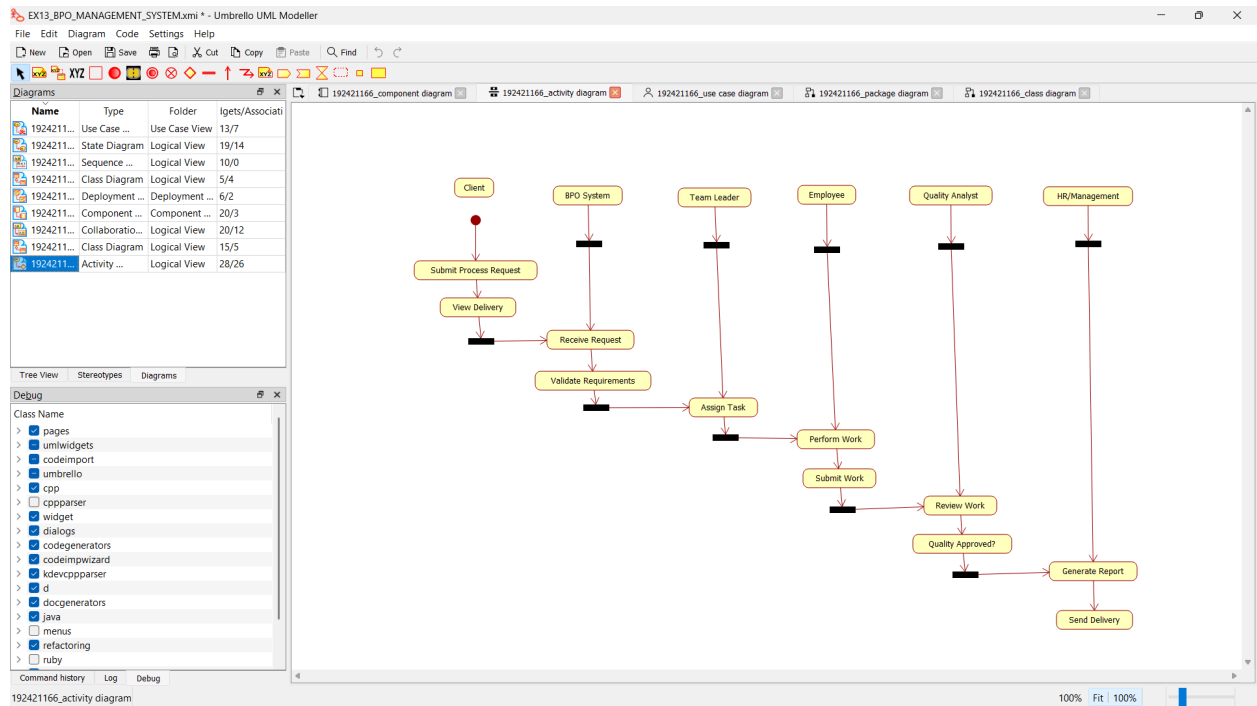 EX13_BPO_MANAGEMENT_SYSTEM.xmi * - Umbrello UML Modeller
File Edit Diagram Code Settings Help
New Open Save Cut Copy Paste Find
XYZ XYZ XYZ XYZ
Diagrams
192421166_component diagram 192421166_activity diagram 192421166_use case diagram 192421166_package diagram 192421166_class diagram
Name Type Folder lgets/Associati
1924211... Use Case ... Use Case View 13/7
1924211... State Diagram Logical View 19/14
1924211... Sequence ... Logical View 10/0
1924211... Class Diagram Logical View 5/4
1924211... Deployment ... Deployment ... 6/2
1924211... Component ... Component ... 20/3
1924211... Collaboratio... Logical View 20/12
1924211... Class Diagram Logical View 15/5
1924211... Activity ... Logical View 28/26
Tree View Stereotypes Diagrams
Debug
Class Name
pages
umlwidgets
codeimport
umbrello
cpp
cppparser
widget
dialogs
codegenerators
codeimpwizard
kdevcppparser
d
docgenerators
java
menus
refactoring
ruby
Command history Log Debug
Client
BPO System
Team Leader
Employee
Quality Analyst
HR/Management
Submit Process Request
View Delivery
Receive Request
Validate Requirements
Assign Task
Perform Work
Submit Work
Review Work
Quality Approved?
Generate Report
Send Delivery
192421166_activity diagram
100% Fit 100%